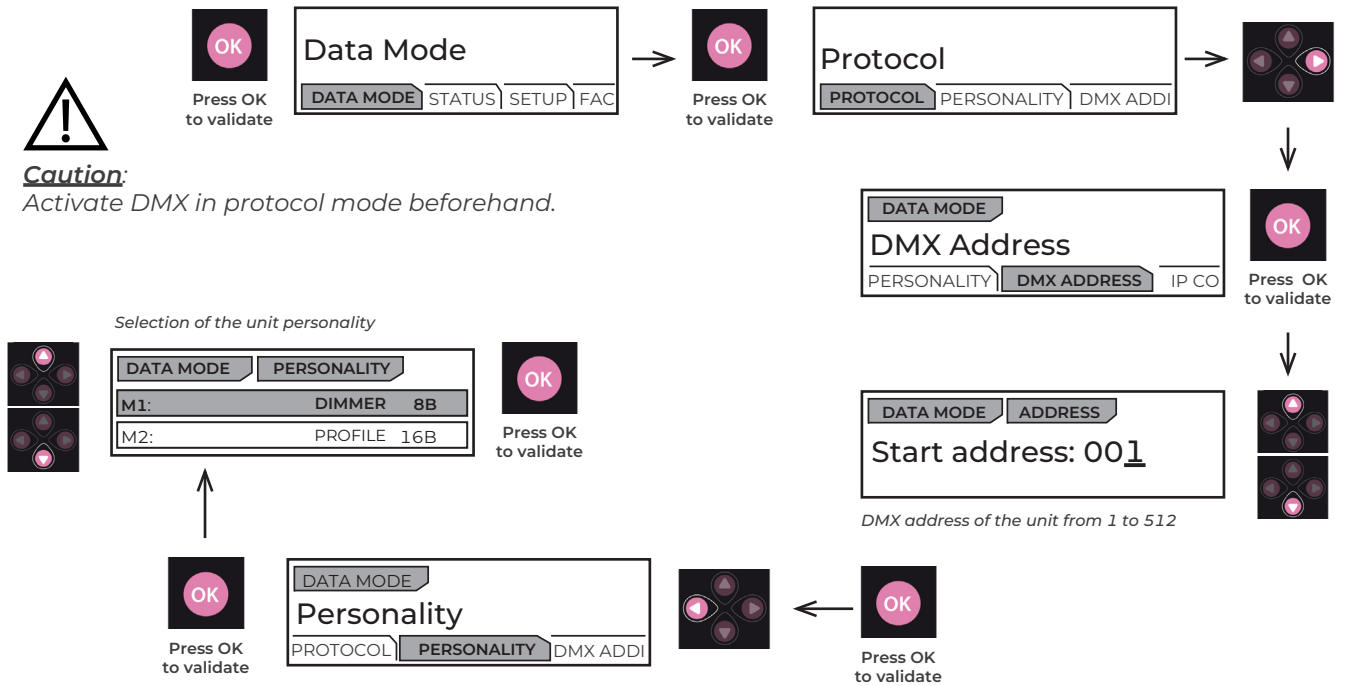 OK
Press OK
to validate
Data Mode
DATA MODE STATUS SETUP FAC
OK
Press OK
to validate
Protocol
PROTOCOL PERSONALITY DMX ADDI
Caution:
Activate DMX in protocol mode beforehand.
DATA MODE
DMX Address
PERSONALITY DMX ADDRESS IP CO
OK
Press OK
to validate
DATA MODE ADDRESS
Start address: 001
DMX address of the unit from 1 to 512
OK
Press OK
to validate
DATA MODE
Personality
PROTOCOL PERSONALITY DMX ADDI
OK
Press OK
to validate
Selection of the unit personality
DATA MODE PERSONALITY
M1: DIMMER 8B
M2: PROFILE 16B
OK
Press OK
to validate